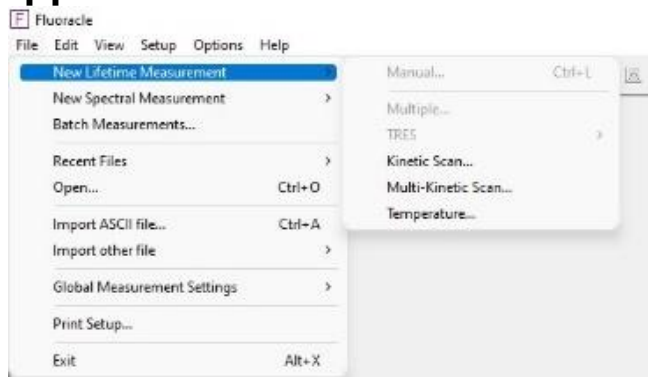 Fluoracle
File Edit View Setup Options Help
New Lifetime Measurement
New Spectral Measurement
Batch Measurements...
Recent Files
Open... Ctrl+O
Import ASCII file... Ctrl+A
Import other file
Global Measurement Settings
Print Setup...
Exit Alt+X
Manual... Ctrl+L
Multiple...
TRES
Kinetic Scan...
Multi-Kinetic Scan...
Temperature...